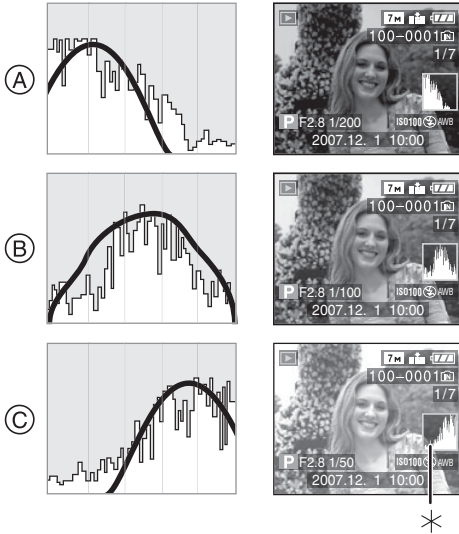 A
7M
100-0001
1/7
P F2.8 1/200 ISO100 AWB
2007.12. 1 10:00
B
7M
100-0001
1/7
P F2.8 1/100 ISO100 AWB
2007.12. 1 10:00
C
7M
100-0001
1/7
P F2.8 1/50 ISO100 AWB
2007.12. 1 10:00
*